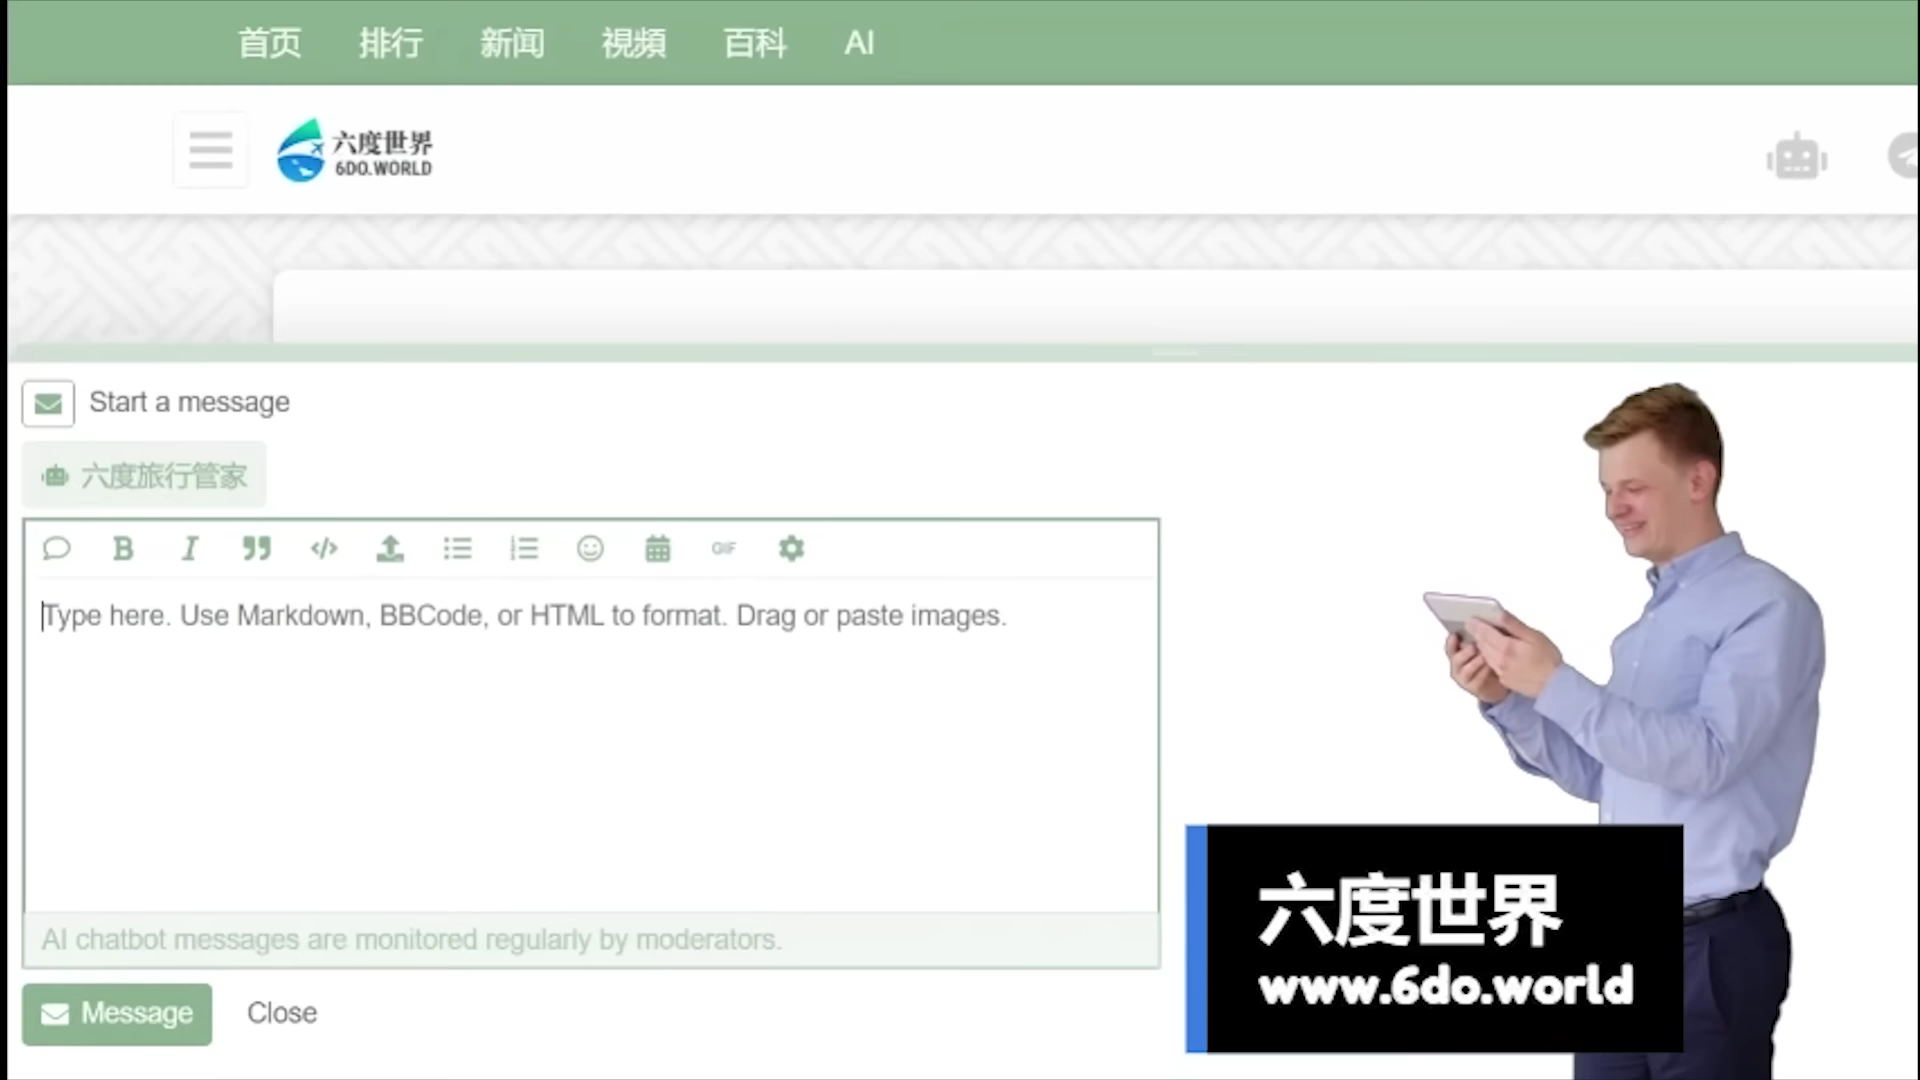 首页 排行 新闻 視頻 百科 AI
六度世界
6DO.WORLD
Start a message
六度旅行管家
GIF
Type here. Use Markdown, BBCode, or HTML to format. Drag or paste images.
AI chatbot messages are monitored regularly by moderators.
Message Close
六度世界
www.6do.world